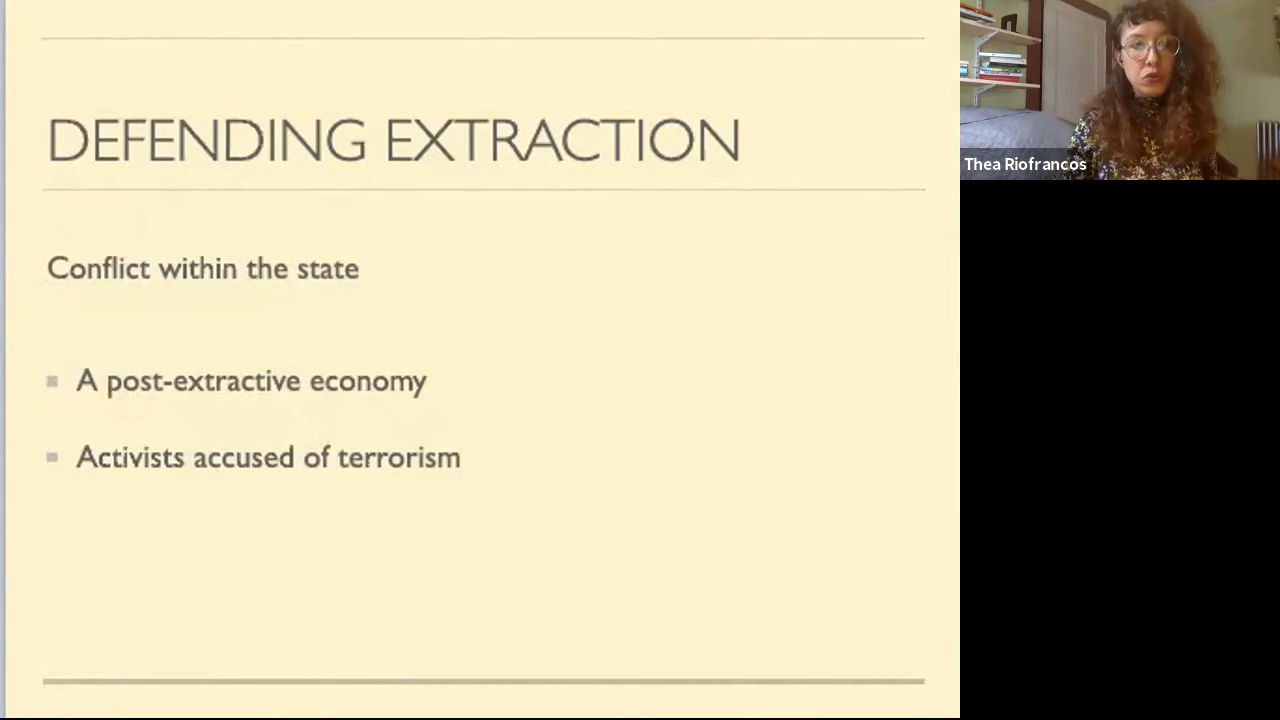 DEFENDING EXTRACTION
Conflict within the state
A post-extractive economy
Activists accused of terrorism
Thea Riofrancos